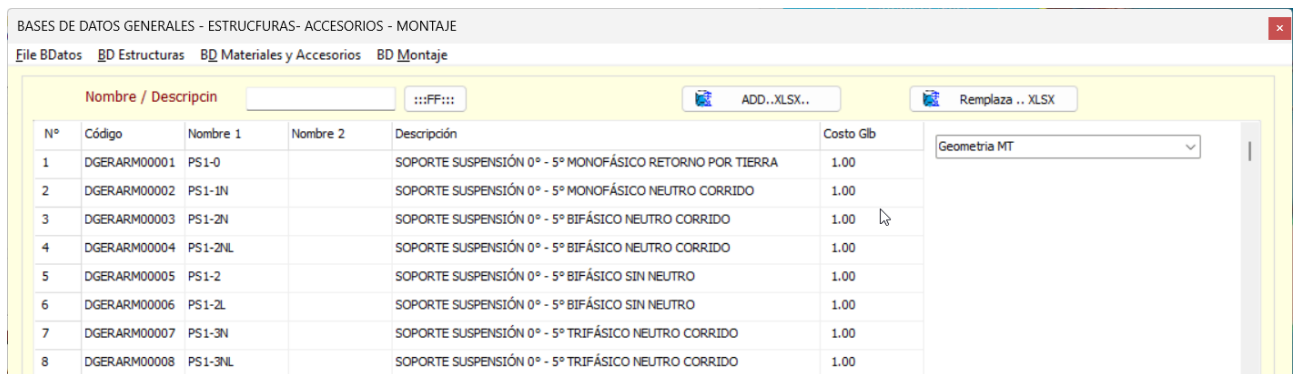 BASES DE DATOS GENERALES - ESTRUCFURAS- ACCESORIOS - MONTAJE
File BDatos BD Estructuras BD Materiales y Accesorios BD Montaje
Nombre / Descripcin :::FF::: ADD..XLSX.. Remplaza .. XLSX
N° Código Nombre 1 Nombre 2 Descripción Costo Glb
Geometria MT
1 DGERARM00001 PS1-0 SOPORTE SUSPENSIÓN 0° - 5° MONOFÁSICO RETORNO POR TIERRA 1.00
2 DGERARM00002 PS1-1N SOPORTE SUSPENSIÓN 0° - 5° MONOFÁSICO NEUTRO CORRIDO 1.00
3 DGERARM00003 PS1-2N SOPORTE SUSPENSIÓN 0° - 5° BIFÁSICO NEUTRO CORRIDO 1.00
4 DGERARM00004 PS1-2NL SOPORTE SUSPENSIÓN 0° - 5° BIFÁSICO NEUTRO CORRIDO 1.00
5 DGERARM00005 PS1-2 SOPORTE SUSPENSIÓN 0° - 5° BIFÁSICO SIN NEUTRO 1.00
6 DGERARM00006 PS1-2L SOPORTE SUSPENSIÓN 0° - 5° BIFÁSICO SIN NEUTRO 1.00
7 DGERARM00007 PS1-3N SOPORTE SUSPENSIÓN 0° - 5° TRIFÁSICO NEUTRO CORRIDO 1.00
8 DGERARM00008 PS1-3NL SOPORTE SUSPENSIÓN 0° - 5° TRIFÁSICO NEUTRO CORRIDO 1.00